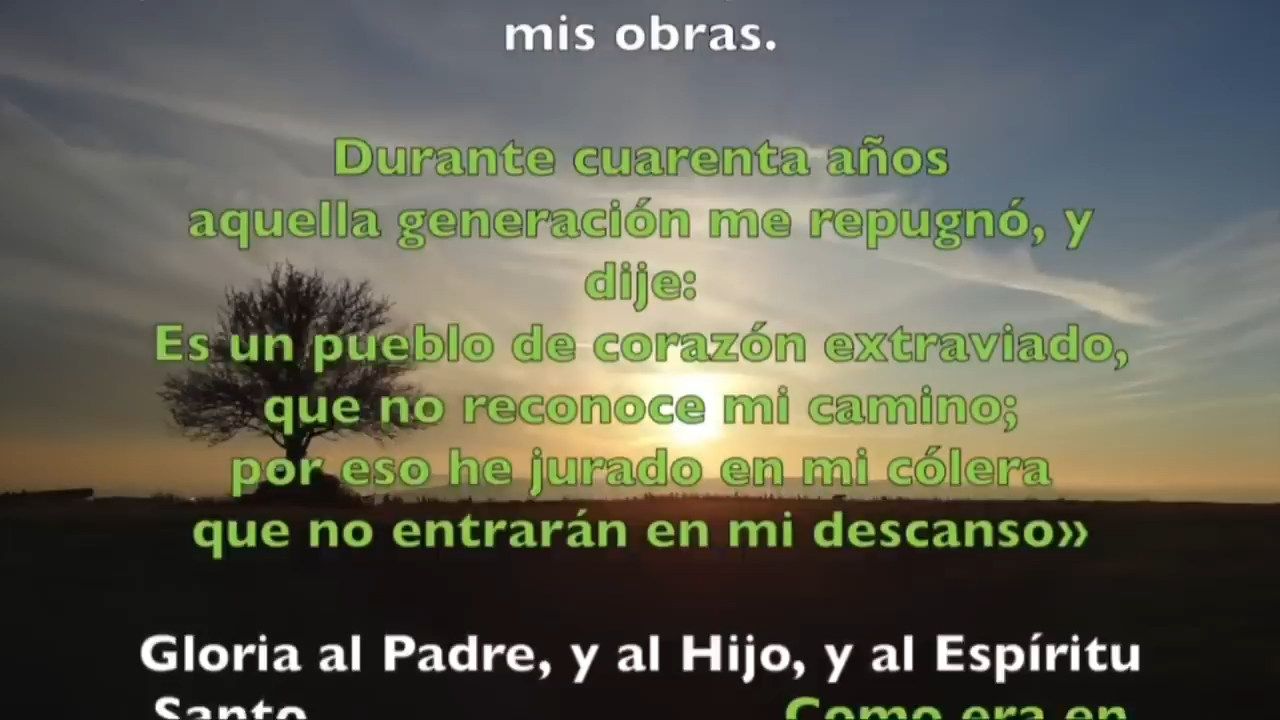 mis obras.
Durante cuarenta años
aquella generación me repugnó, y
dije:
Es un pueblo de corazón extraviado,
que no reconoce mi camino;
por eso he jurado en mi cólera
que no entrarán en mi descanso»
Gloria al Padre, y al Hijo, y al Espíritu
Santo. Como era en